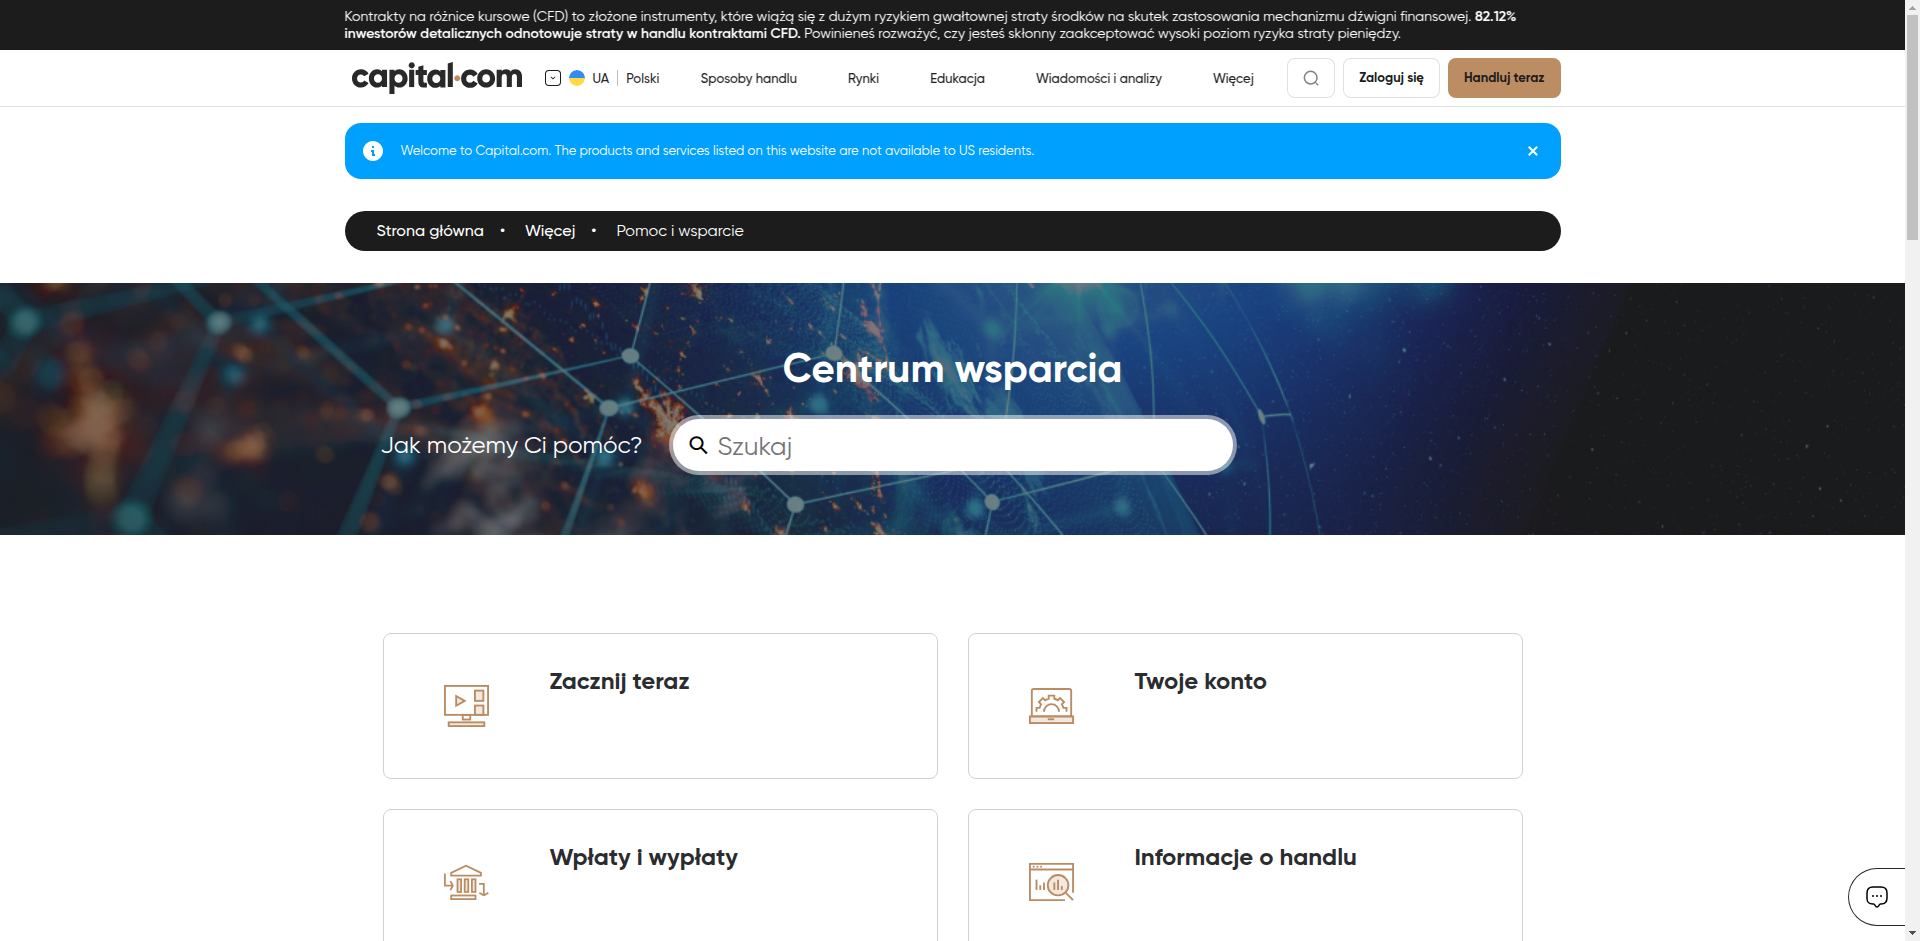 Kontrakty na różnice kursowe (CFD) to złożone instrumenty, które wiążą się z dużym ryzykiem gwałtownej straty środków na skutek zastosowania mechanizmu dźwigni finansowej. 82.12%
inwestorów detalicznych odnotowuje straty w handlu kontraktami CFD. Powinieneś rozważyć, czy jesteś skłonny zaakceptować wysoki poziom ryzyka straty pieniędzy.
capital.com UA Polski Sposoby handlu Rynki Edukacja Wiadomości i analizy Więcej Zaloguj się Handluj teraz
Welcome to Capital.com. The products and services listed on this website are not available to US residents.
Strona główna • Więcej • Pomoc i wsparcie
Centrum wsparcia
Jak możemy Ci pomóc? Szukaj
Zacznij teraz
Twoje konto
Wpłaty i wypłaty
Informacje o handlu